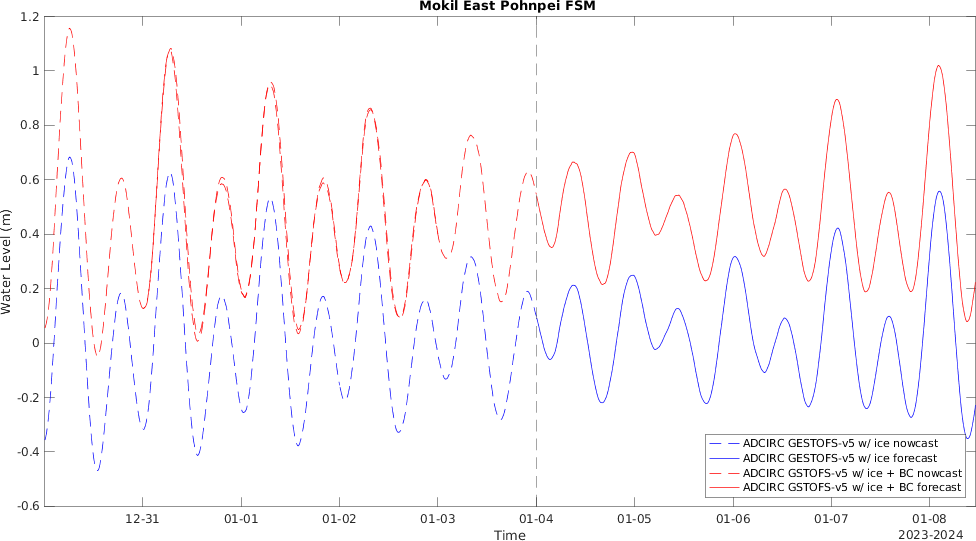 Mokil East Pohnpei FSM
1.2
1
0.8
0.6
0.4
0.2
0
-0.2
-0.4
-0.6
Water Level (m)
12-31 01-01 01-02 01-03 01-04 01-05 01-06 01-07 01-08
Time
2023-2024
ADCIRC GESTOFS-v5 w/ ice nowcast
ADCIRC GESTOFS-v5 w/ ice forecast
ADCIRC GSTOFS-v5 w/ ice + BC nowcast
ADCIRC GSTOFS-v5 w/ ice + BC forecast